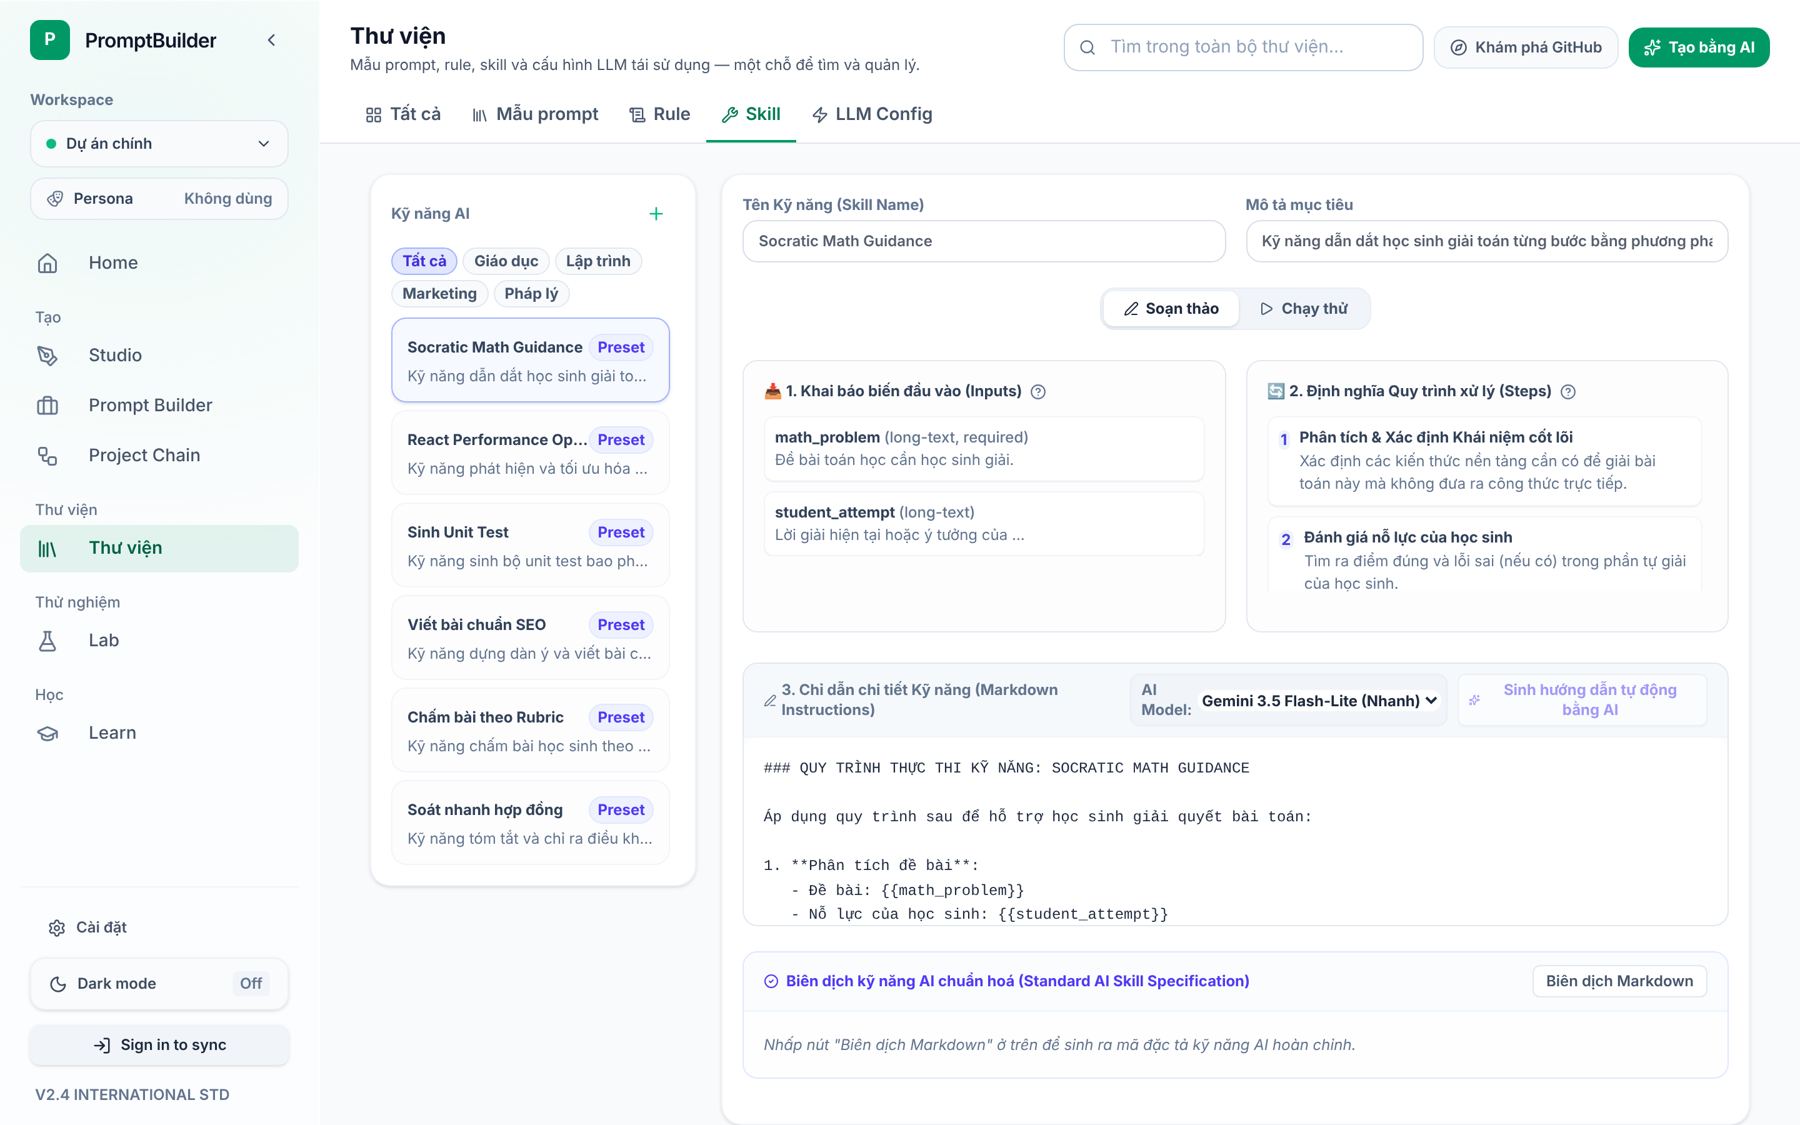 P PromptBuilder
Workspace
Dự án chính
Persona Không dùng
Home
Tạo
Studio
Prompt Builder
Project Chain
Thư viện
Thư viện
Thử nghiệm
Lab
Học
Learn
Cài đặt
Dark mode Off
Sign in to sync
V2.4 INTERNATIONAL STD
Thư viện
Mẫu prompt, rule, skill và cấu hình LLM tái sử dụng — một chỗ để tìm và quản lý.
Tìm trong toàn bộ thư viện...
Khám phá GitHub
Tạo bằng AI
Tất cả Mẫu prompt Rule Skill LLM Config
Kỹ năng AI
Tất cả Giáo dục Lập trình
Marketing Pháp lý
Socratic Math Guidance Preset
Kỹ năng dẫn dắt học sinh giải to...
React Performance Op... Preset
Kỹ năng phát hiện và tối ưu hóa ...
Sinh Unit Test Preset
Kỹ năng sinh bộ unit test bao ph...
Viết bài chuẩn SEO Preset
Kỹ năng dựng dàn ý và viết bài c...
Chấm bài theo Rubric Preset
Kỹ năng chấm bài học sinh theo ...
Soát nhanh hợp đồng Preset
Kỹ năng tóm tắt và chỉ ra điều kh...
Tên Kỹ năng (Skill Name)
Socratic Math Guidance
Mô tả mục tiêu
Kỹ năng dẫn dắt học sinh giải toán từng bước bằng phương
Soạn thảo Chạy thử
📥 1. Khai báo biến đầu vào (Inputs)
math_problem (long-text, required)
Đề bài toán học cần học sinh giải.
student_attempt (long-text)
Lời giải hiện tại hoặc ý tưởng của ...
🔄 2. Định nghĩa Quy trình xử lý (Steps)
1 Phân tích & Xác định Khái niệm cốt lõi
Xác định các kiến thức nền tảng cần có để giải bài
toán này mà không đưa ra công thức trực tiếp.
2 Đánh giá nỗ lực của học sinh
Tìm ra điểm đúng và lỗi sai (nếu có) trong phần tự giải
của học sinh.
3. Chỉ dẫn chi tiết Kỹ năng (Markdown
Instructions)
AI
Model:
Gemini 3.5 Flash-Lite (Nhanh)
Sinh hướng dẫn tự động
bằng AI
### QUY TRÌNH THỰC THI KỸ NĂNG: SOCRATIC MATH GUIDANCE
Áp dụng quy trình sau để hỗ trợ học sinh giải quyết bài toán:
1. **Phân tích đề bài**:
- Đề bài: {{math_problem}}
- Nỗ lực của học sinh: {{student_attempt}}
Biên dịch kỹ năng AI chuẩn hoá (Standard AI Skill Specification)
Biên dịch Markdown
Nhấp nút "Biên dịch Markdown" ở trên để sinh ra mã đặc tả kỹ năng AI hoàn chỉnh.